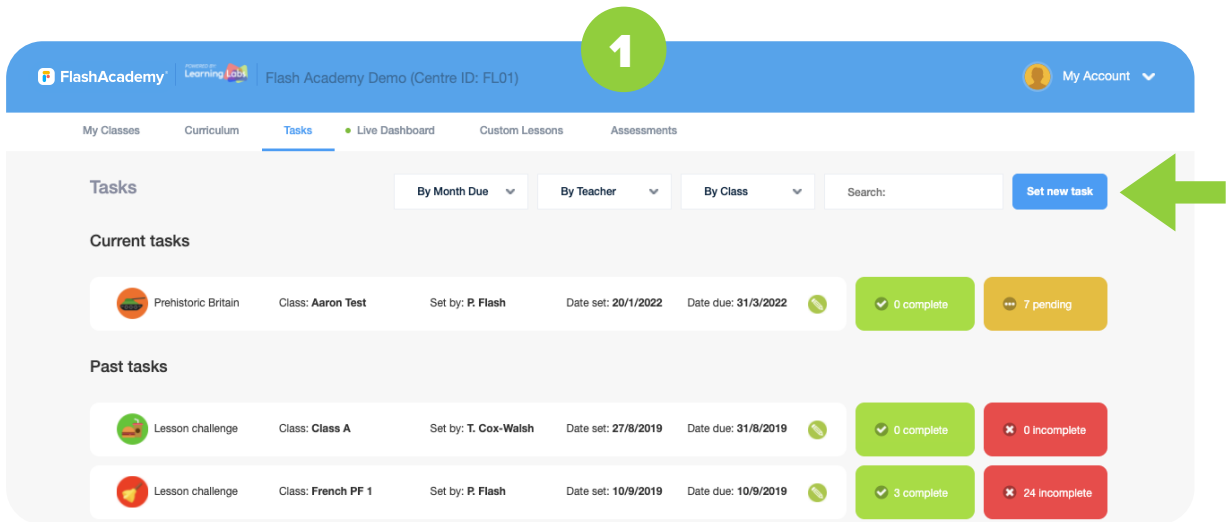 1
FlashAcademy POWERED BY Learning Labs Flash Academy Demo (Centre ID: FL01) My Account
My Classes Curriculum Tasks Live Dashboard Custom Lessons Assessments
Tasks By Month Due By Teacher By Class Search: Set new task
Current tasks
Prehistoric Britain Class: Aaron Test Set by: P. Flash Date set: 20/1/2022 Date due: 31/3/2022 0 complete 7 pending
Past tasks
Lesson challenge Class: Class A Set by: T. Cox-Walsh Date set: 27/8/2019 Date due: 31/8/2019 0 complete 0 incomplete
Lesson challenge Class: French PF 1 Set by: P. Flash Date set: 10/9/2019 Date due: 10/9/2019 3 complete 24 incomplete